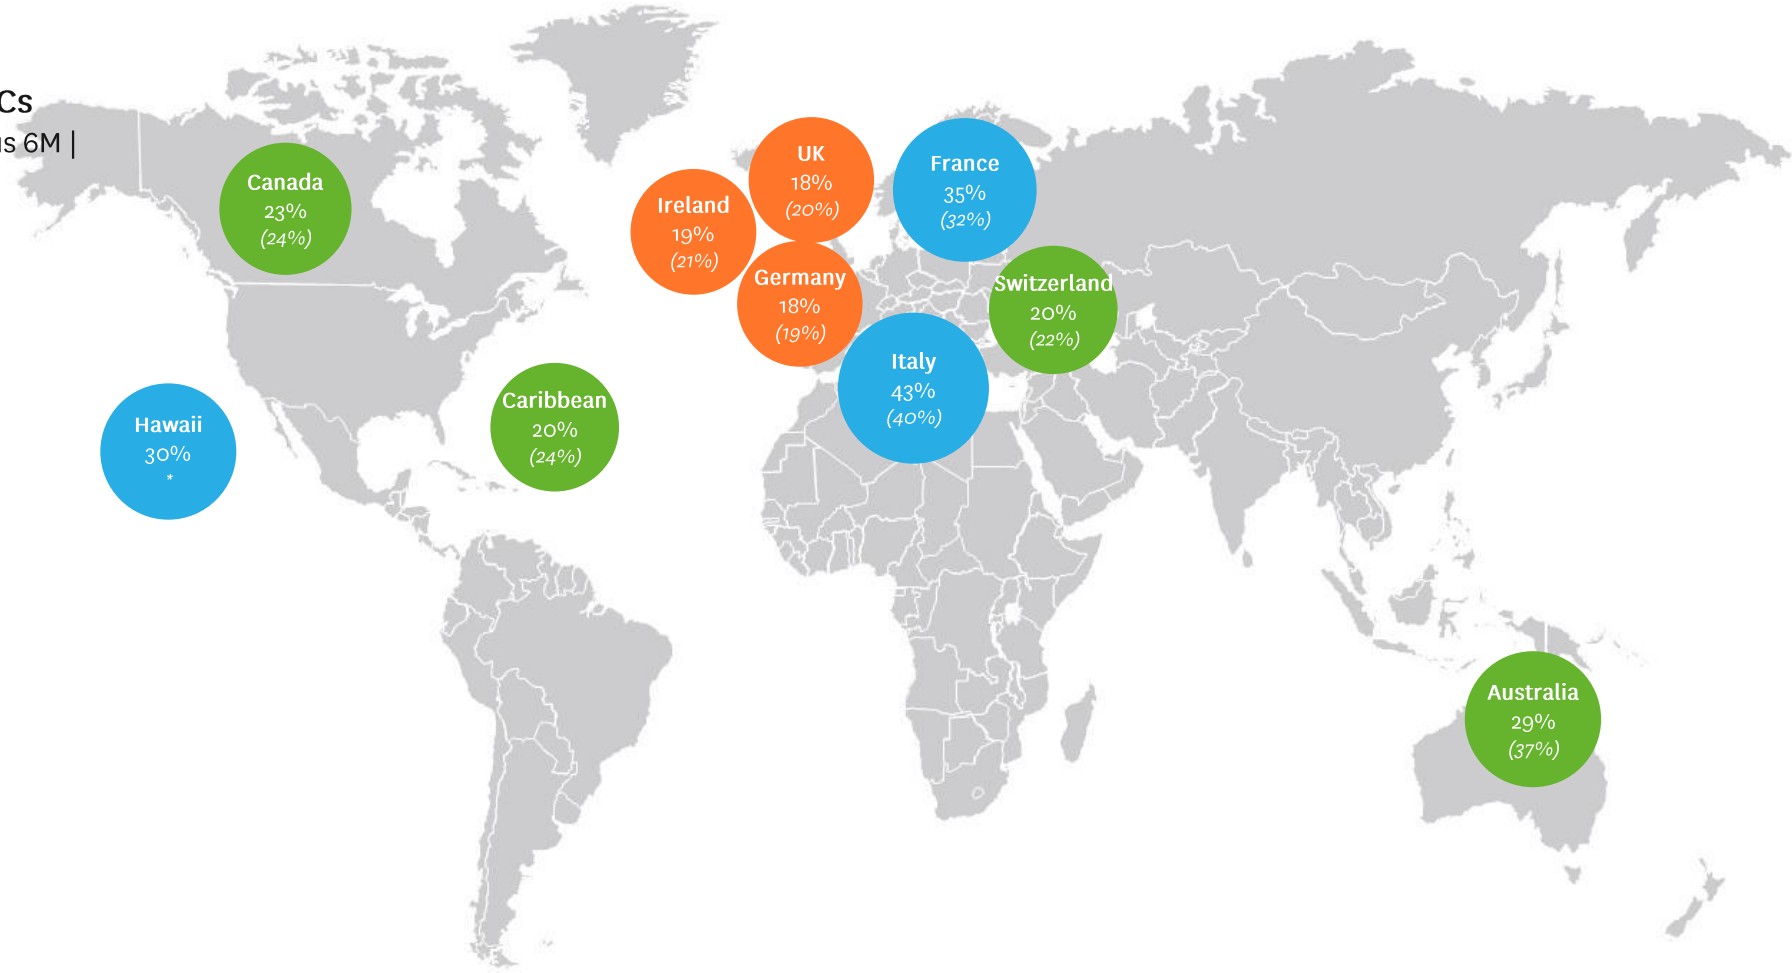 Cs
us 6M |
UK
18%
(20%)
France
35%
(32%)
Canada
23%
(24%)
Ireland
19%
(21%)
Germany
18%
(19%)
Switzerland
20%
(22%)
Italy
43%
(40%)
Caribbean
20%
(24%)
Hawaii
30%
*
Australia
29%
(37%)